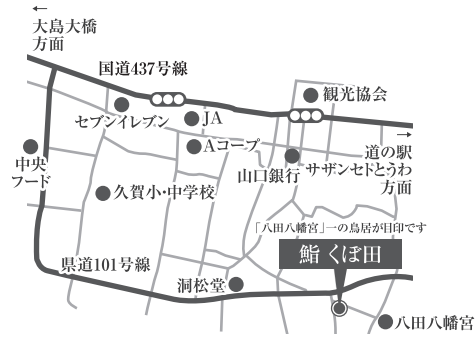 ←
大島大橋
方面
国道437号線
観光協会
セブンイレブン
JA
Aコープ
→
道の駅
サザンセトとうわ
方面
山口銀行
中央
フード
久賀小・中学校
「八田八幡宮」一の鳥居が目印です
鮨 くぼ田
県道101号線
洞松堂
八田八幡宮